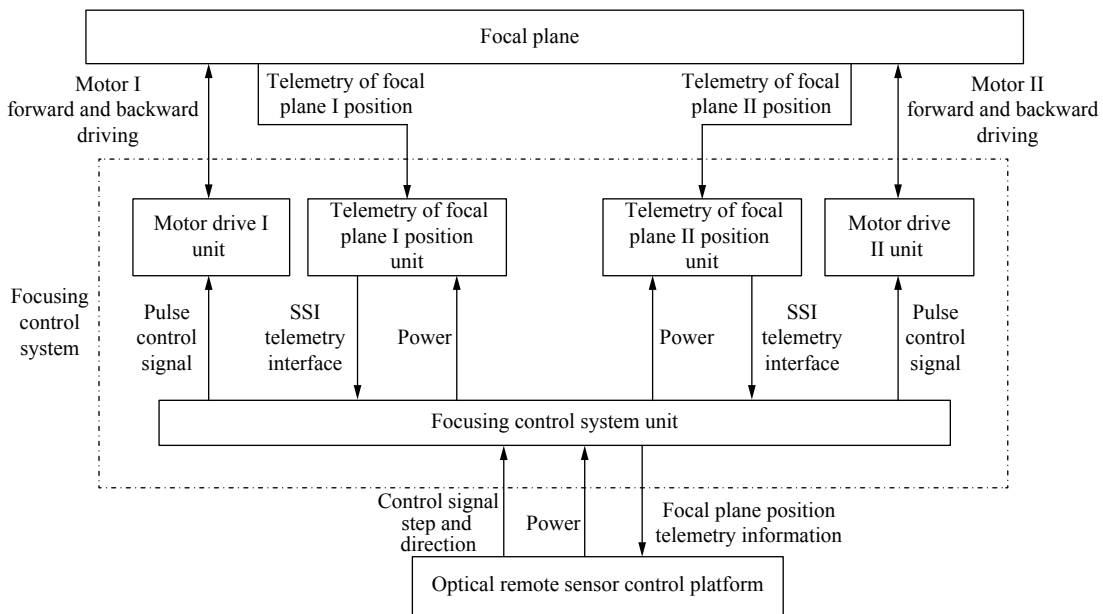 Focal plane
Motor I
forward and backward
driving
Telemetry of focal
plane I position
Telemetry of focal
plane II position
Motor II
forward and backward
driving
Motor drive I
unit
Telemetry of focal
plane I position
unit
Telemetry of focal
plane II position
unit
Motor drive
II unit
Focusing
control
system
Pulse
control
signal
SSI
telemetry
interface
Power
Power
SSI
telemetry
interface
Pulse
control
signal
Focusing control system unit
Control signal
step and
direction
Power
Focal plane position
telemetry information
Optical remote sensor control platform